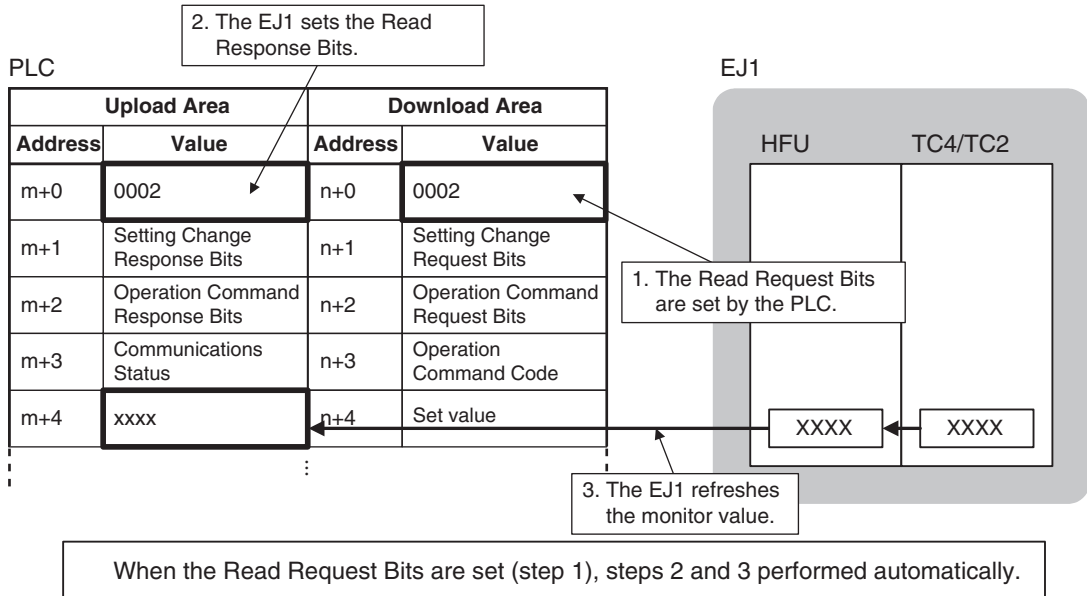 2. The EJ1 sets the Read
Response Bits.
PLC
EJ1
Upload Area Download Area
Address Value Address Value
HFU TC4/TC2
m+0 0002 n+0 0002
m+1 Setting Change
Response Bits n+1 Setting Change
Request Bits
1. The Read Request Bits
are set by the PLC.
m+2 Operation Command
Response Bits n+2 Operation Command
Request Bits
m+3 Communications
Status n+3 Operation
Command Code
m+4 xxxx n+4 Set value
XXXX XXXX
3. The EJ1 refreshes
the monitor value.
When the Read Request Bits are set (step 1), steps 2 and 3 performed automatically.